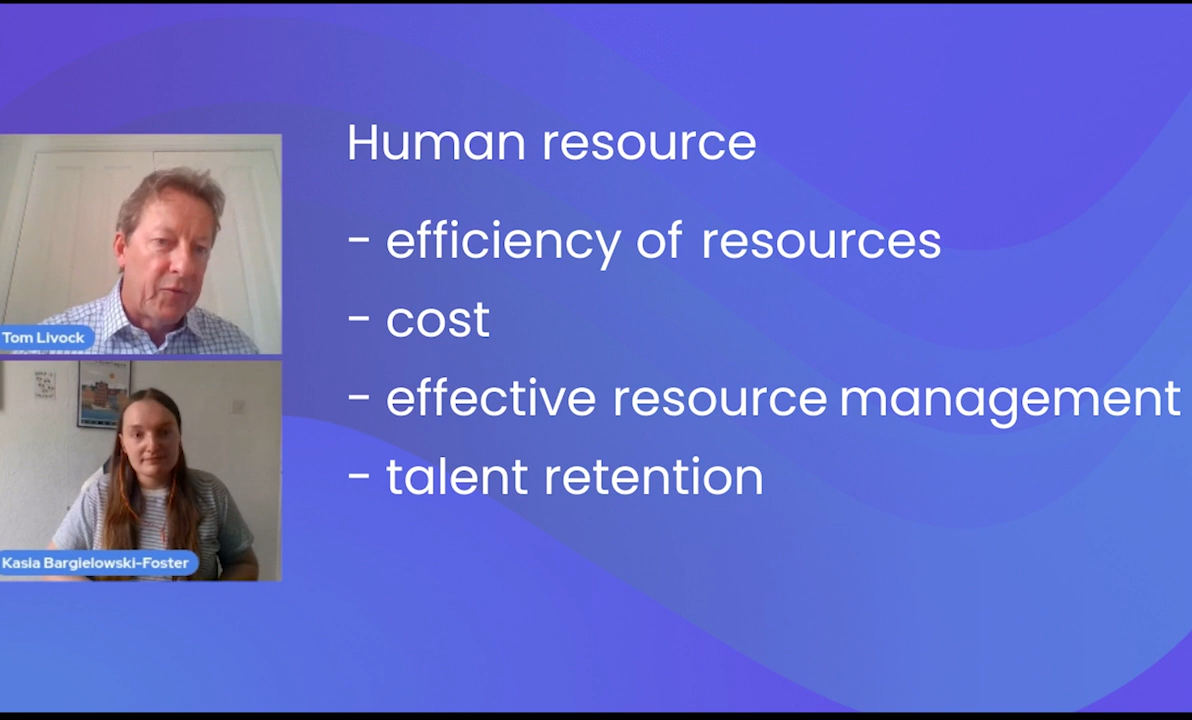 Human resource
- efficiency of resources
- cost
- effective resource management
- talent retention
Tom Livock
Kasia Bargielowski-Foster